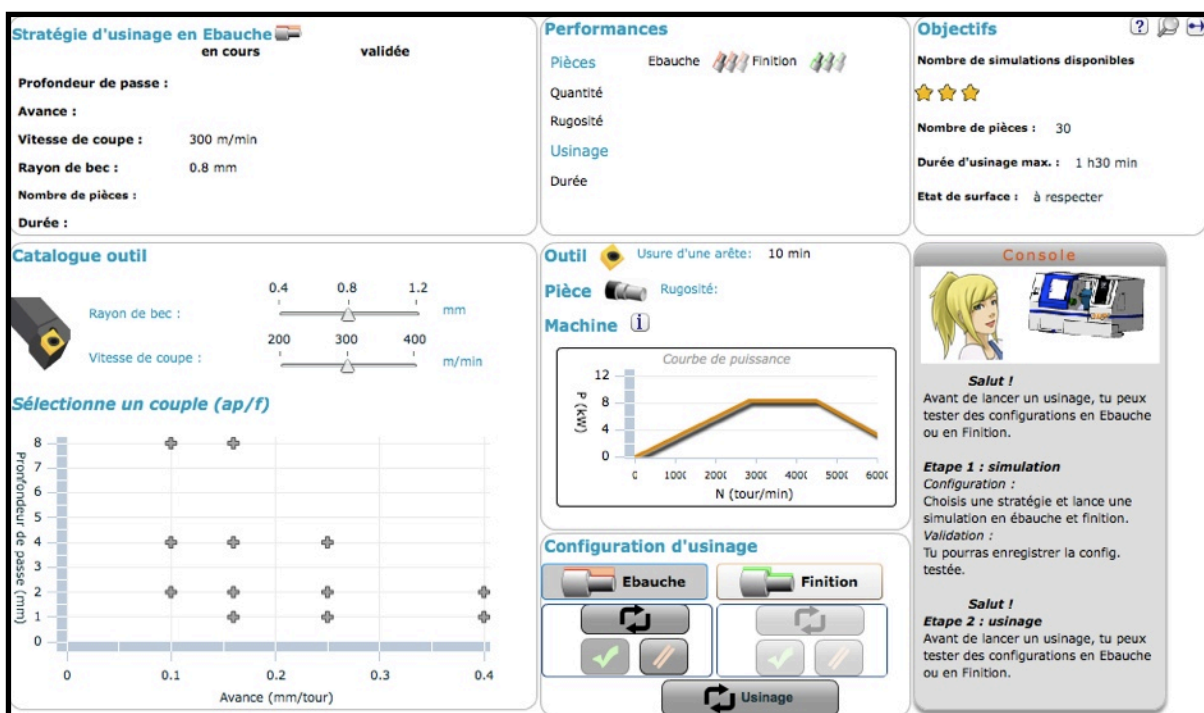 Stratégie d'usinage en Ebauche
en cours validée
Profondeur de passe :
Avance :
Vitesse de coupe : 300 m/min
Rayon de bec : 0.8 mm
Nombre de pièces :
Durée :
Performances
Pièces Ebauche Finition
Quantité
Rugosité
Usinage
Durée
Objectifs
?
Nombre de simulations disponibles
Nombre de pièces : 30
Durée d'usinage max. : 1 h30 min
Etat de surface : à respecter
Catalogue outil
0.4 0.8 1.2
Rayon de bec : mm
200 300 400
Vitesse de coupe : m/min
Sélectionne un couple (ap/f)
Pronfondeur de passe (mm)
8
7
6
5
4
3
2
1
0
0 0.1 0.2 0.3 0.4
Avance (mm/tour)
Outil Usure d'une arête: 10 min
Pièce Rugosité:
Machine i
Courbe de puissance
P (kW)
12
8
4
0
0 1000 2000 3000 4000 5000 6000
N (tour/min)
Configuration d'usinage
Ebauche Finition
Usinage
Console
Salut !
Avant de lancer un usinage, tu peux
tester des configurations en Ebauche
ou en Finition.
Etape 1 : simulation
Configuration :
Choisis une stratégie et lance une
simulation en ébauche et finition.
Validation :
Tu pourras enregistrer la config.
testée.
Salut !
Etape 2 : usinage
Avant de lancer un usinage, tu peux
tester des configurations en Ebauche
ou en Finition.